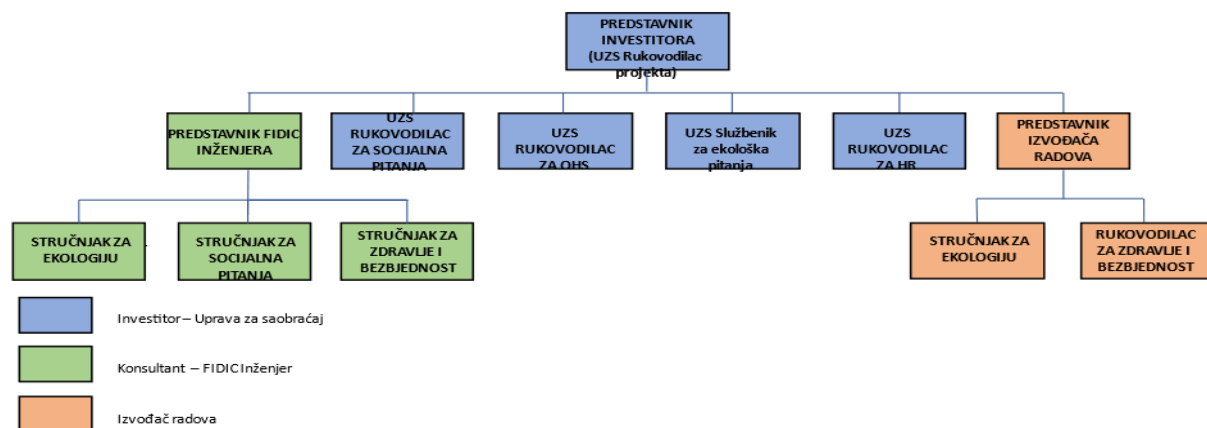 PREDSTAVNIK
INVESTITORA
(UZS Rukovodilac
projekta)
PREDSTAVNIK FIDIC
INŽENJERA
UZS
RUKOVODILAC
ZA SOCIJALNA
PITANJA
UZS
RUKOVODILAC
ZA OHS
UZS Službenik
za ekološka
pitanja
UZS
RUKOVODILAC
ZA HR
PREDSTAVNIK
IZVOĐAČA
RADOVA
STRUČNJAK ZA
EKOLOGIJU
STRUČNJAK ZA
SOCIJALNA
PITANJA
STRUČNJAK ZA
ZDRAVLJE I
BEZBJEDNOST
STRUČNJAK ZA
EKOLOGIJU
RUKOVODILAC
ZA ZDRAVLJE I
BEZBJEDNOST
Investitor – Uprava za saobraćaj
Konsultant – FIDIC Inženjer
Izvođač radova